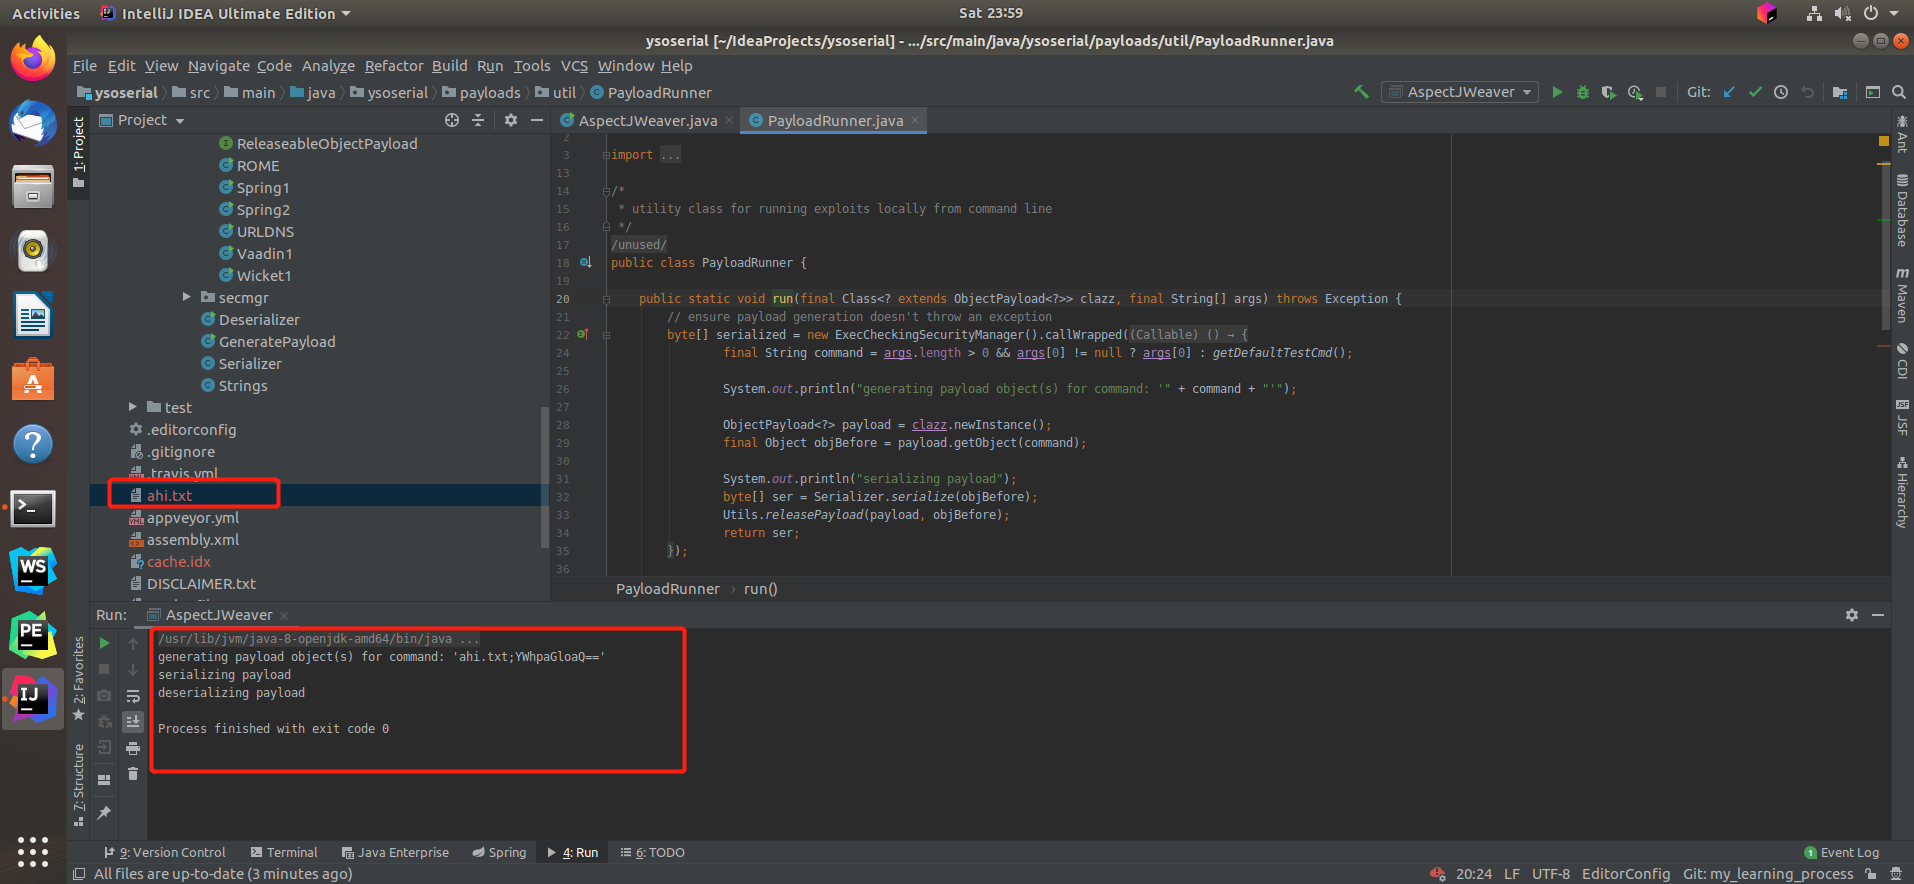 Activities
IntelliJ IDEA Ultimate Edition
Sat 23:59
ysoserial [~/IdeaProjects/ysoserial] - .../src/main/java/ysoserial/payloads/util/PayloadRunner.java
File Edit View Navigate Code Analyze Refactor Build Run Tools VCS Window Help
ysoserial src main java ysoserial payloads util PayloadRunner
AspectJWeaver
Git:
1: Project
Project
ReleaseableObjectPayload
ROME
Spring1
Spring2
URLDNS
Vaadin1
Wicket1
secmgr
Deserializer
GeneratePayload
Serializer
Strings
test
.editorconfig
.gitignore
.travis.yml
ahi.txt
appveyor.yml
assembly.xml
cache.idx
DISCLAIMER.txt
AspectJWeaver.java
PayloadRunner.java
2
3 import ...
13
14 /*
15 * utility class for running exploits locally from command line
16 */
17 /unused/
18 public class PayloadRunner {
19
20 public static void run(final Class<? extends ObjectPayload<?>> clazz, final String[] args) throws Exception {
21 // ensure payload generation doesn't throw an exception
22 byte[] serialized = new ExecCheckingSecurityManager().callWrapped((Callable) () → {
24 final String command = args.length > 0 && args[0] != null ? args[0] : getDefaultTestCmd();
25
26 System.out.println("generating payload object(s) for command: '" + command + "'");
27
28 ObjectPayload<?> payload = clazz.newInstance();
29 final Object objBefore = payload.getObject(command);
30
31 System.out.println("serializing payload");
32 byte[] ser = Serializer.serialize(objBefore);
33 Utils.releasePayload(payload, objBefore);
34 return ser;
35 });
36
PayloadRunner › run()
Ant
Database
Maven
CDI
JSF
Hierarchy
Run: AspectJWeaver
/usr/lib/jvm/java-8-openjdk-amd64/bin/java ...
generating payload object(s) for command: 'ahi.txt;YWhpaGloaQ=='
serializing payload
deserializing payload
Process finished with exit code 0
2: Favorites
7: Structure
9: Version Control
Terminal
Java Enterprise
Spring
4: Run
6: TODO
1 Event Log
All files are up-to-date (3 minutes ago)
20:24 LF UTF-8 EditorConfig Git: my_learning_process